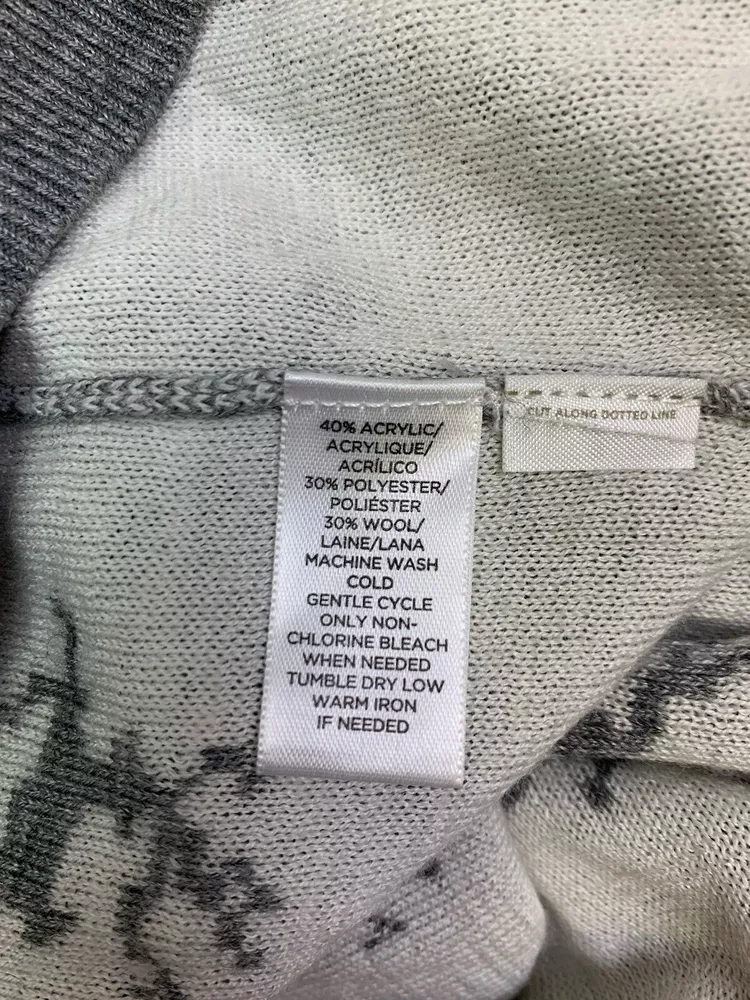 40% ACRYLIC/
ACRYLIQUE/
ACRÍLICO
30% POLYESTER/
POLIÉSTER
30% WOOL/
LAINE/LANA
MACHINE WASH
COLD
GENTLE CYCLE
ONLY NON-
CHLORINE BLEACH
WHEN NEEDED
TUMBLE DRY LOW
WARM IRON
IF NEEDED
CUT ALONG DOTTED LINE